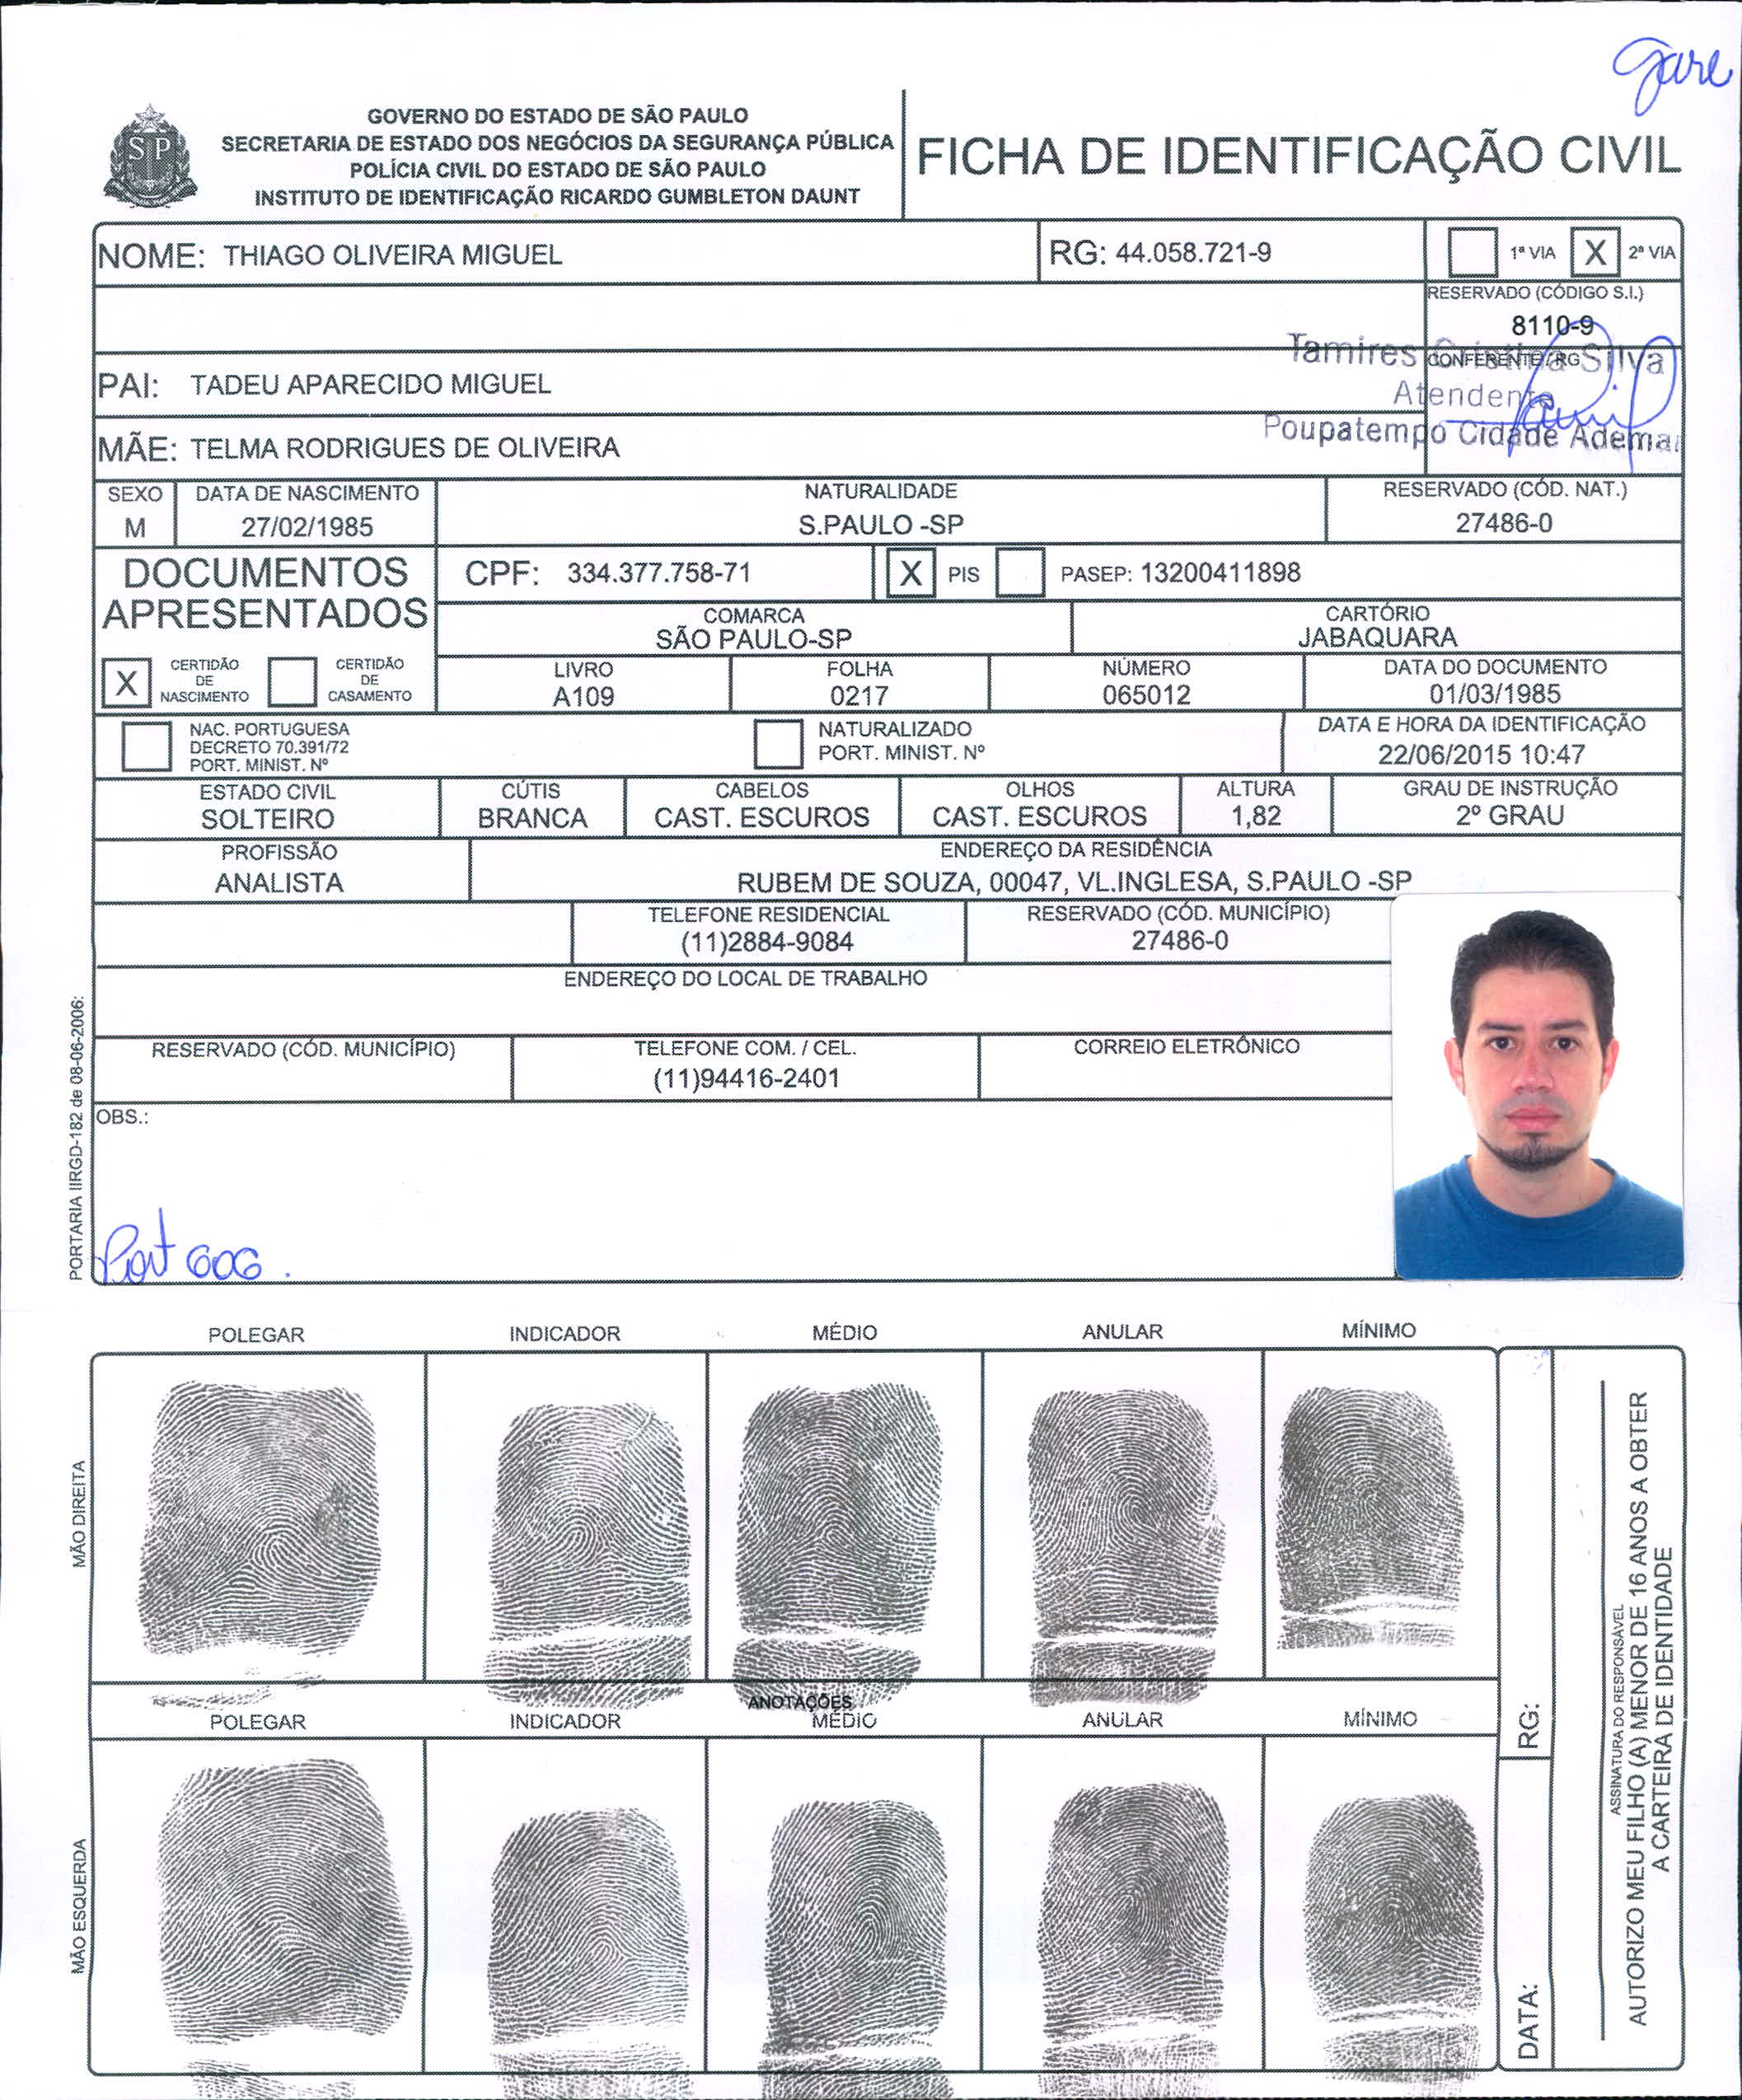 Gare
GOVERNO DO ESTADO DE SÃO PAULO
SECRETARIA DE ESTADO DOS NEGÓCIOS DA SEGURANÇA PÚBLICA
POLÍCIA CIVIL DO ESTADO DE SÃO PAULO
INSTITUTO DE IDENTIFICAÇÃO RICARDO GUMBLETON DAUNT
SP
FICHA DE IDENTIFICAÇÃO CIVIL
NOME: THIAGO OLIVEIRA MIGUEL
RG: 44.058.721-9
1ª VIA X 2ª VIA
RESERVADO (CÓDIGO S.I.)
8110-9
CONFERENTE/RG
Tamires Cristina Silva
Atendente
Poupatempo Cidade Ademar
PAI: TADEU APARECIDO MIGUEL
MÃE: TELMA RODRIGUES DE OLIVEIRA
SEXO
M
DATA DE NASCIMENTO
27/02/1985
NATURALIDADE
S.PAULO -SP
RESERVADO (CÓD. NAT.)
27486-0
DOCUMENTOS
APRESENTADOS
CPF: 334.377.758-71
X PIS PASEP: 13200411898
COMARCA
SÃO PAULO-SP
CARTÓRIO
JABAQUARA
X CERTIDÃO
DE
NASCIMENTO
CERTIDÃO
DE
CASAMENTO
LIVRO
A109
FOLHA
0217
NÚMERO
065012
DATA DO DOCUMENTO
01/03/1985
NAC. PORTUGUESA
DECRETO 70.391/72
PORT. MINIST. Nº
NATURALIZADO
PORT. MINIST. Nº
DATA E HORA DA IDENTIFICAÇÃO
22/06/2015 10:47
ESTADO CIVIL
SOLTEIRO
CÚTIS
BRANCA
CABELOS
CAST. ESCUROS
OLHOS
CAST. ESCUROS
ALTURA
1,82
GRAU DE INSTRUÇÃO
2º GRAU
PROFISSÃO
ANALISTA
ENDEREÇO DA RESIDÊNCIA
RUBEM DE SOUZA, 00047, VL.INGLESA, S.PAULO -SP
TELEFONE RESIDENCIAL
(11)2884-9084
RESERVADO (CÓD. MUNICÍPIO)
27486-0
ENDEREÇO DO LOCAL DE TRABALHO
RESERVADO (CÓD. MUNICÍPIO)
TELEFONE COM. / CEL.
(11)94416-2401
CORREIO ELETRÔNICO
OBS.:
Port 606.
PORTARIA IIRGD-182 de 08-06-2006:
POLEGAR INDICADOR MÉDIO ANULAR MÍNIMO
MÃO DIREITA
ANOTAÇÕES
POLEGAR INDICADOR MÉDIO ANULAR MÍNIMO
MÃO ESQUERDA
RG:
DATA:
ASSINATURA DO RESPONSÁVEL
AUTORIZO MEU FILHO (A) MENOR DE 16 ANOS A OBTER
A CARTEIRA DE IDENTIDADE